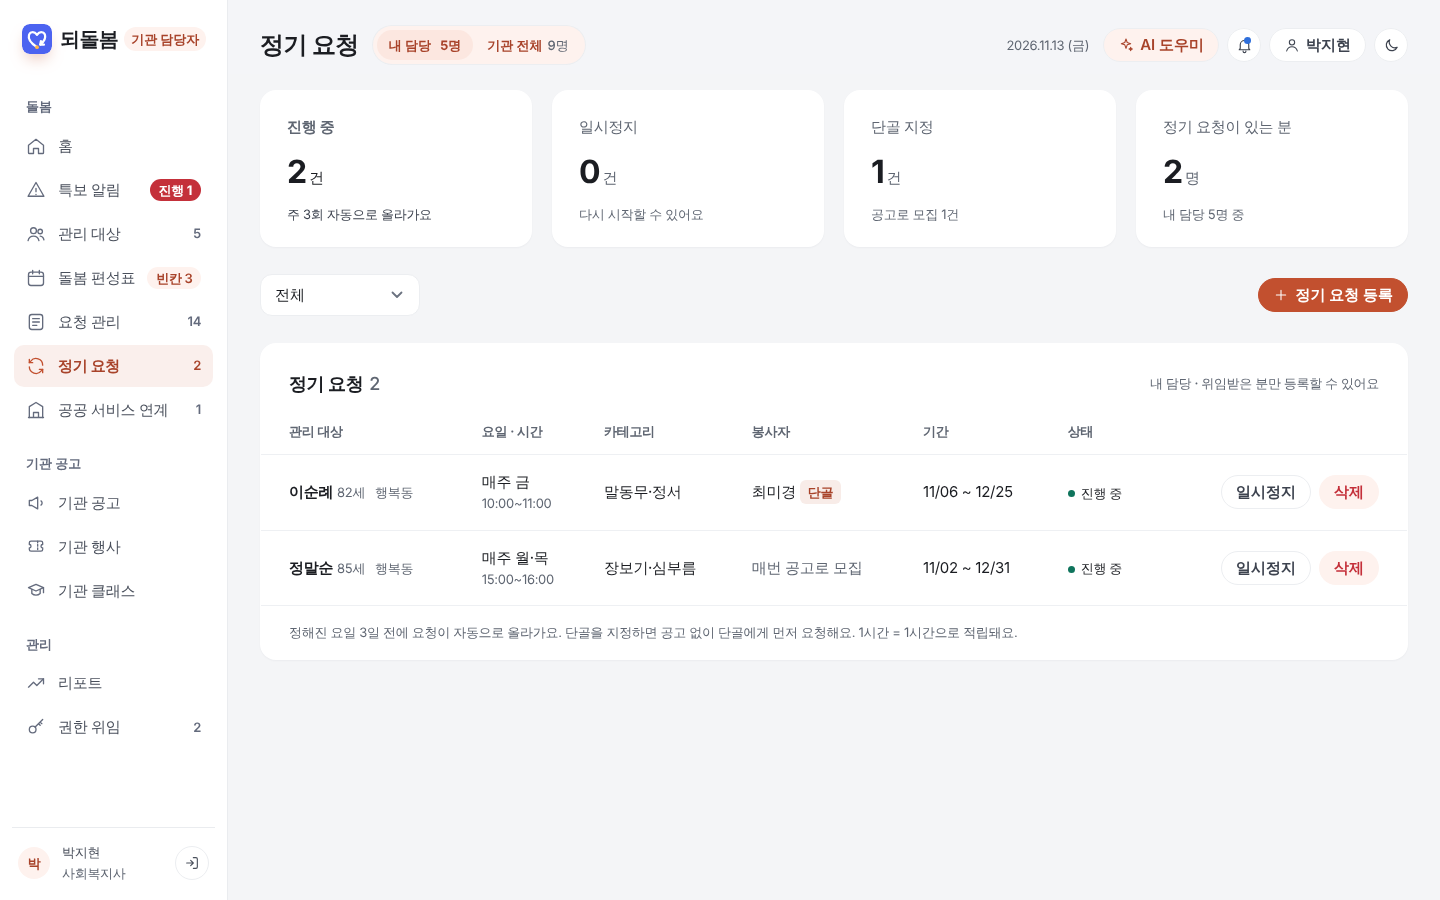 되돌봄 기관 담당자
돌봄
홈
특보 알림 진행 1
관리 대상 5
돌봄 편성표 빈칸 3
요청 관리 14
정기 요청 2
공공 서비스 연계 1
기관 공고
기관 공고
기관 행사
기관 클래스
관리
리포트
권한 위임 2
박 박지현
사회복지사
정기 요청 내 담당 5명 기관 전체 9명
2026.11.13 (금) AI 도우미 박지현
진행 중
2건
주 3회 자동으로 올라가요
일시정지
0건
다시 시작할 수 있어요
단골 지정
1건
공고로 모집 1건
정기 요청이 있는 분
2명
내 담당 5명 중
전체
정기 요청 등록
정기 요청 2
내 담당 · 위임받은 분만 등록할 수 있어요
관리 대상 요일 · 시간 카테고리 봉사자 기간 상태
이순례 82세 행복동 매주 금 10:00~11:00 말동무·정서 최미경 단골 11/06 ~ 12/25 진행 중 일시정지 삭제
정말순 85세 행복동 매주 월·목 15:00~16:00 장보기·심부름 매번 공고로 모집 11/02 ~ 12/31 진행 중 일시정지 삭제
정해진 요일 3일 전에 요청이 자동으로 올라가요. 단골을 지정하면 공고 없이 단골에게 먼저 요청해요. 1시간 = 1시간으로 적립돼요.